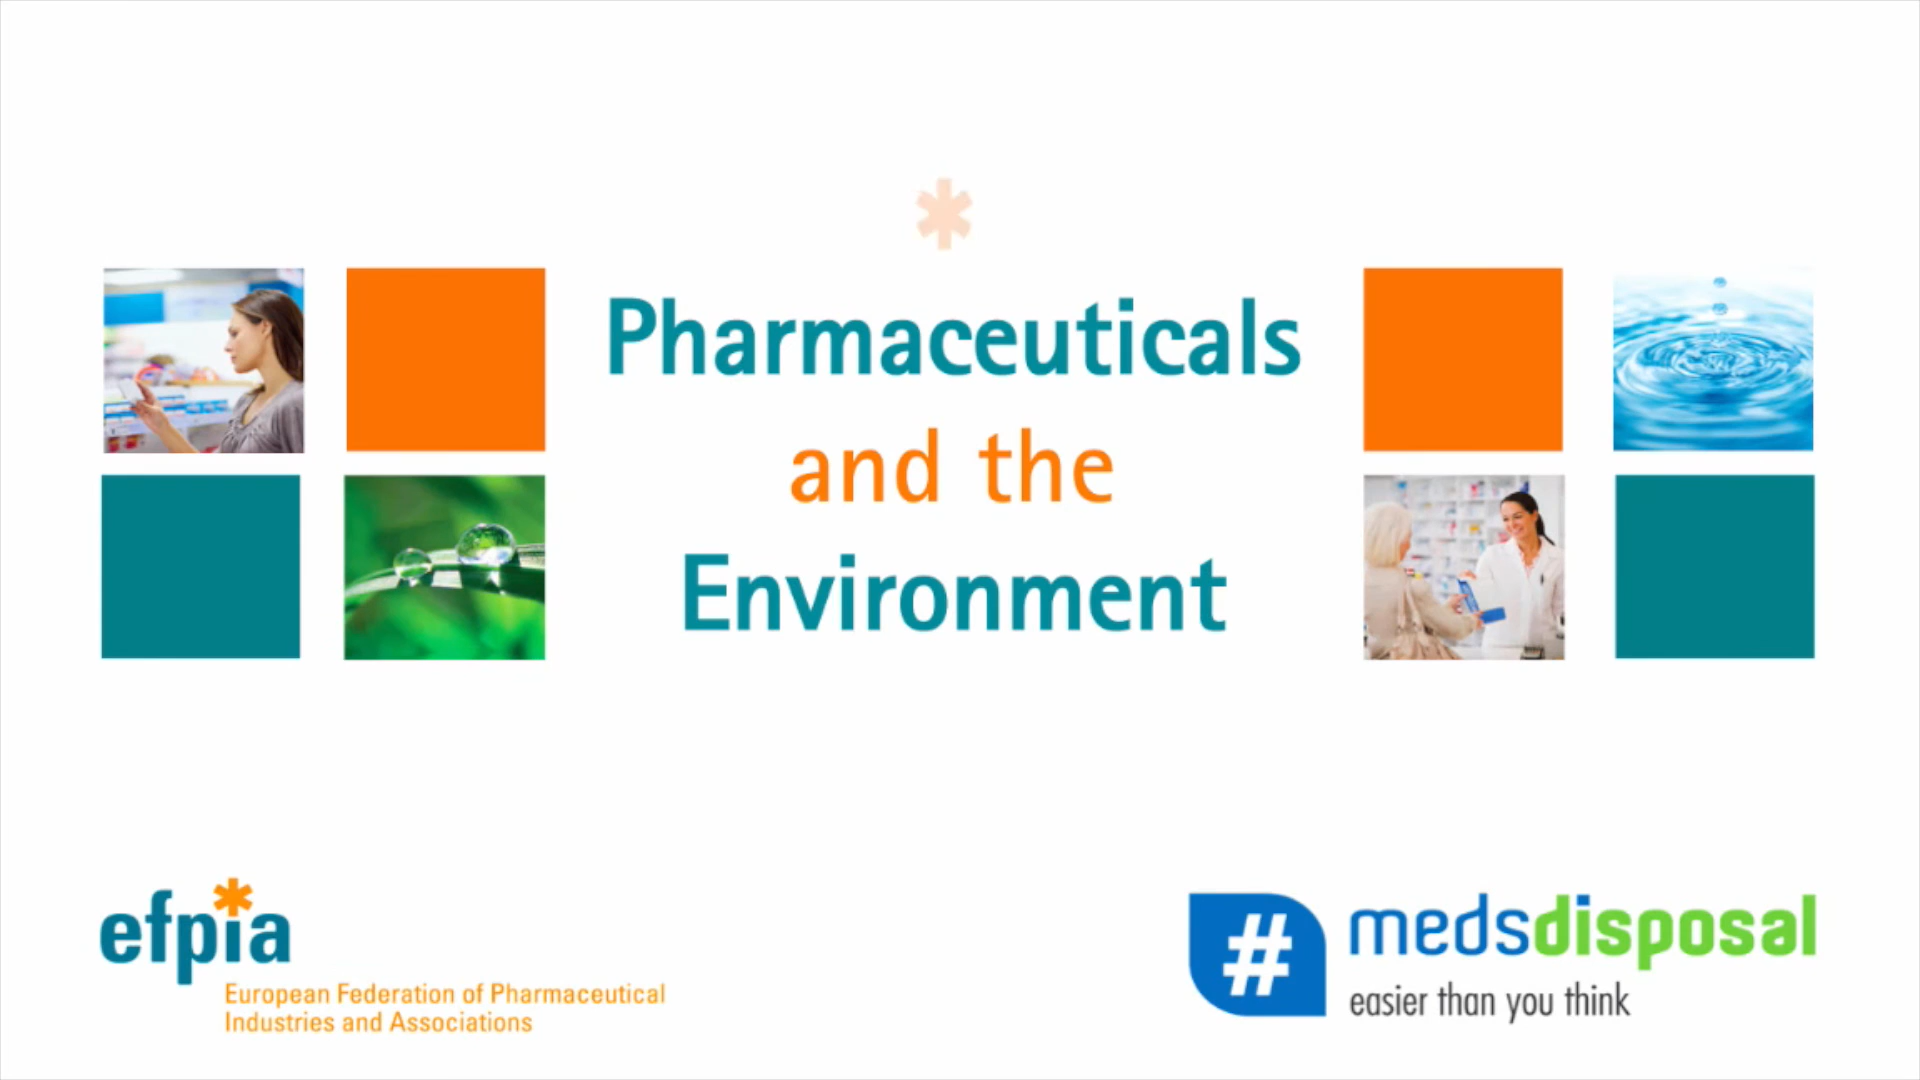 Pharmaceuticals
and the
Environment
efpia
European Federation of Pharmaceutical
Industries and Associations
# medsdisposal
easier than you think